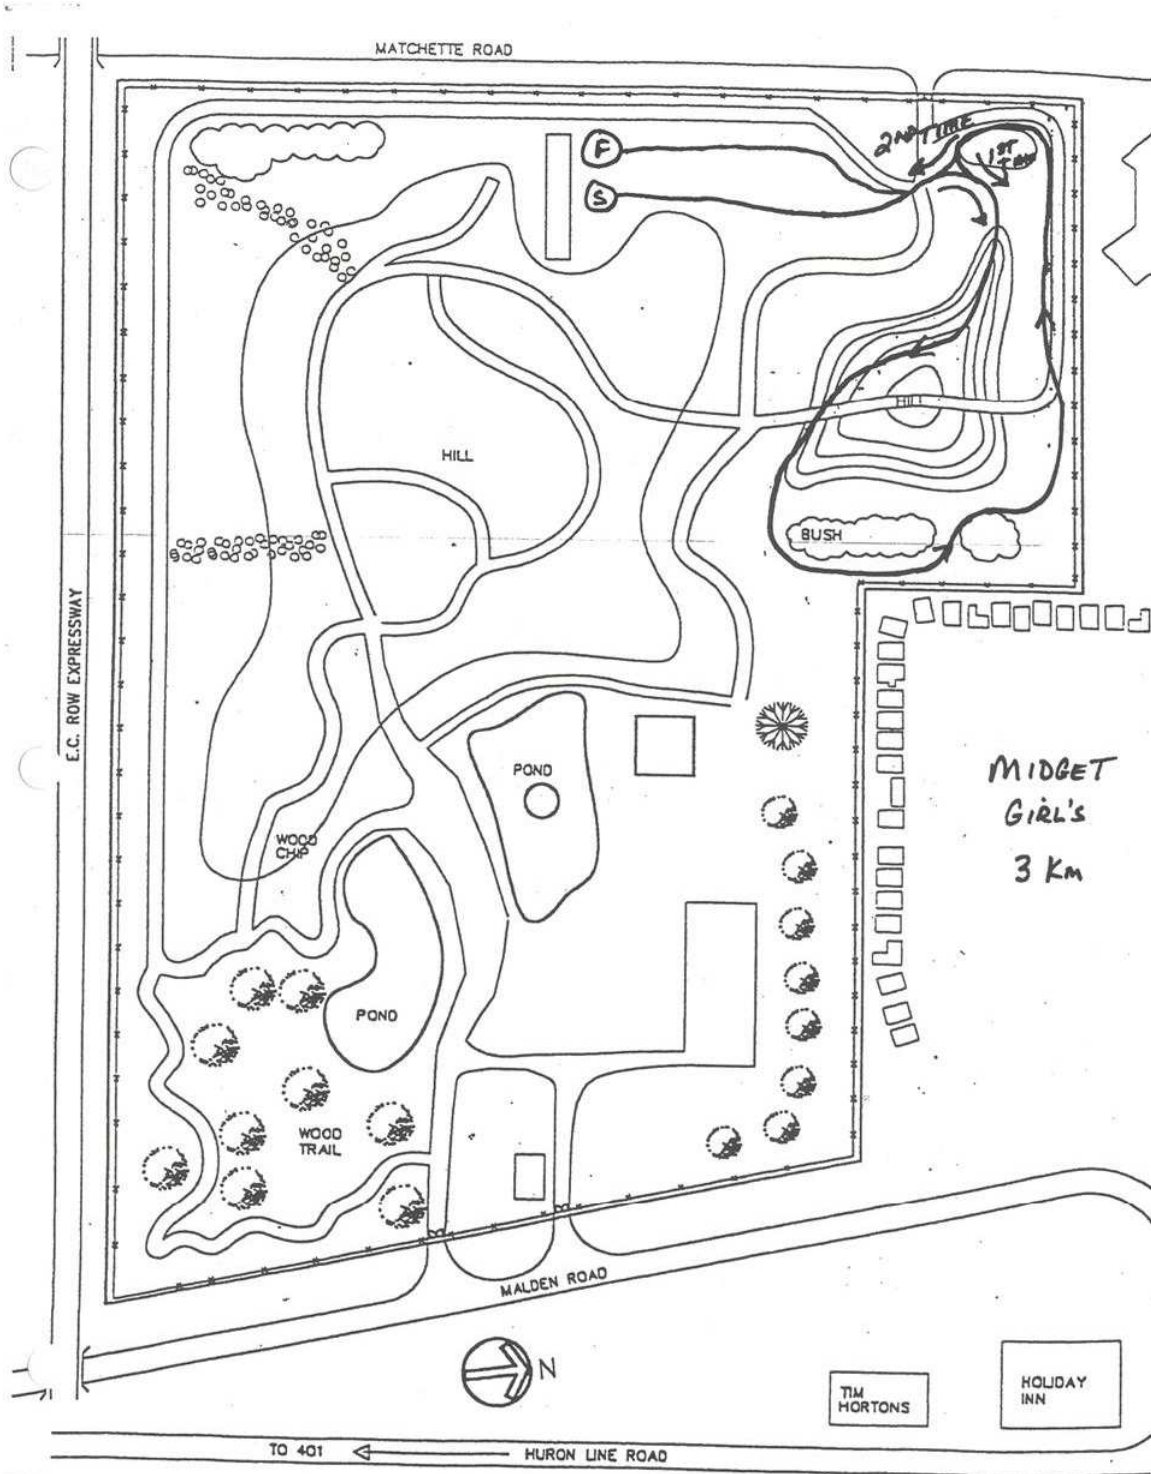 MATCHETTE ROAD
2ND TIME
1ST
TIME
F
S
HILL
HILL
BUSH
E.C. ROW EXPRESSWAY
POND
MIDGET
GIRL'S
3 Km
WOOD
CHIP
POND
WOOD
TRAIL
MALDEN ROAD
N
TIM
HORTONS
HOLIDAY
INN
TO 401
HURON LINE ROAD